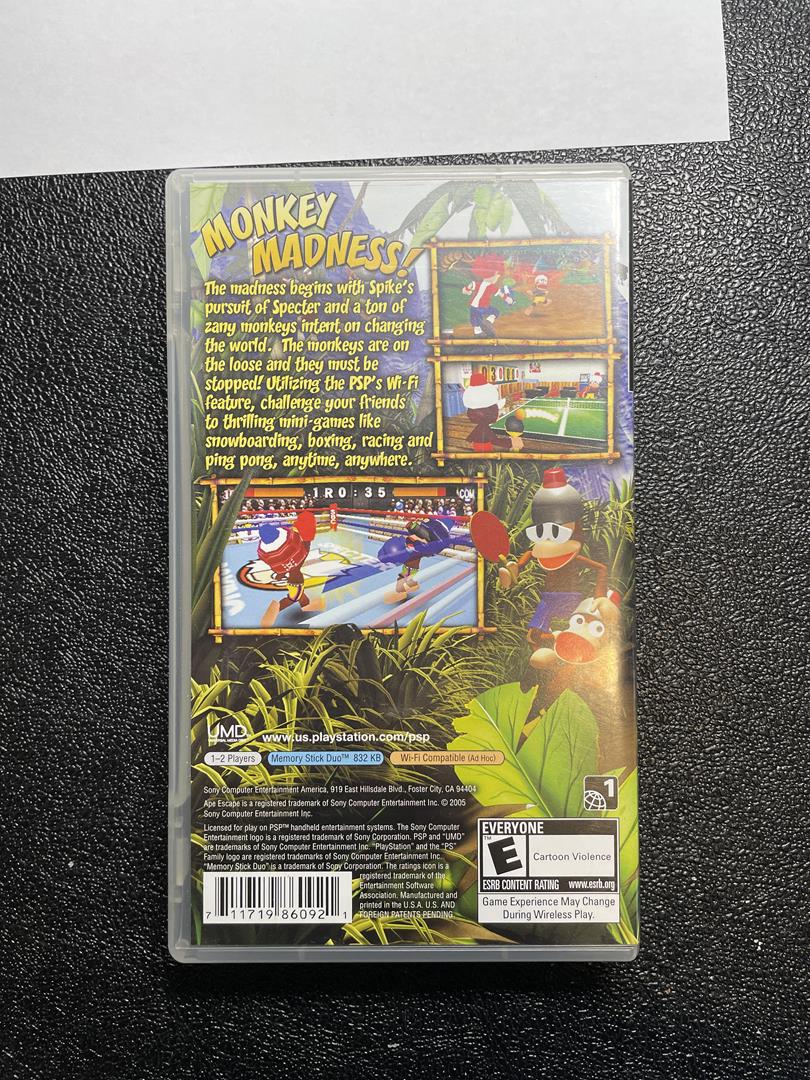 MONKEY
MADNESS!
The madness begins with Spike's
pursuit of Specter and a ton of
zany monkeys intent on changing
the world. The monkeys are on
the loose and they must be
stopped! Utilizing the PSP's Wi-Fi
feature, challenge your friends
to thrilling mini-games like
snowboarding, boxing, racing and
ping pong, anytime, anywhere.
1R0:35
COM
UMD
www.us.playstation.com/psp
1–2 Players
Memory Stick Duo™ 832 KB
Wi-Fi Compatible (Ad Hoc)
1
Sony Computer Entertainment America, 919 East Hillsdale Blvd., Foster City, CA 94404
Ape Escape is a registered trademark of Sony Computer Entertainment Inc. © 2005
Sony Computer Entertainment Inc.
Licensed for play on PSP™ handheld entertainment systems. The Sony Computer
Entertainment logo is a registered trademark of Sony Corporation. PSP and "UMD"
are trademarks of Sony Computer Entertainment Inc. "PlayStation" and the "PS"
Family logo are registered trademarks of Sony Computer Entertainment Inc.
"Memory Stick Duo" is a trademark of Sony Corporation. The ratings icon is a
registered trademark of the
Entertainment Software
Association. Manufactured and
printed in the U.S.A. U.S. AND
FOREIGN PATENTS PENDING
7 11719 86092 1
EVERYONE
E
Cartoon Violence
ESRB CONTENT RATING www.esrb.org
Game Experience May Change
During Wireless Play.